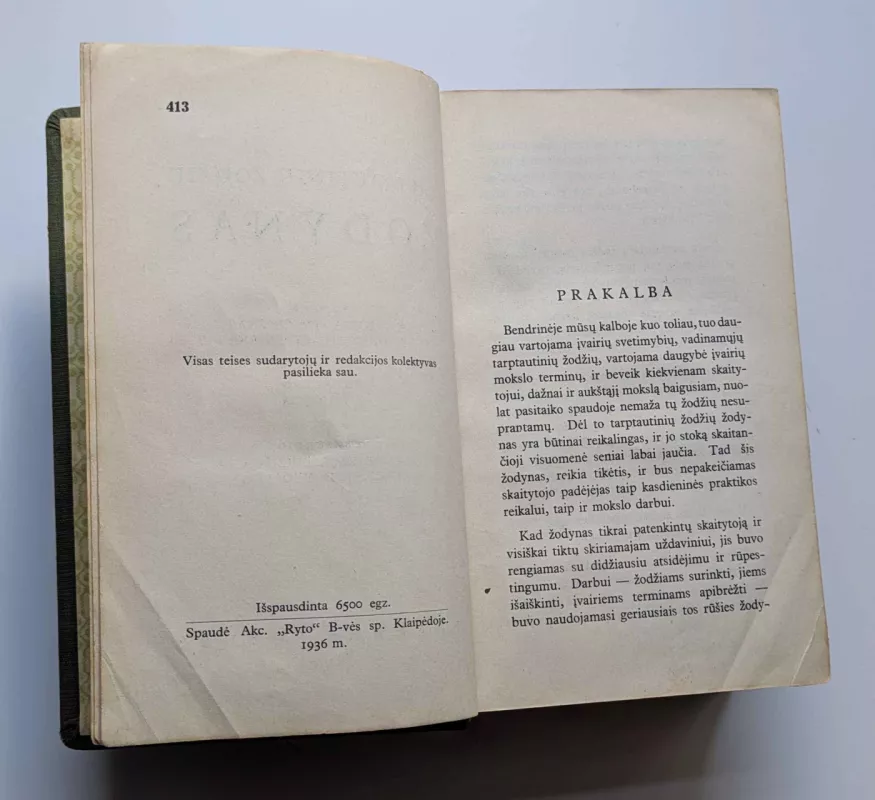 413
Visas teises sudarytojų ir redakcijos kolektyvas
pasilieka sau.
Išspausdinta 6500 egz.
Spaudė Akc. „Ryto“ B-vės sp. Klaipėdoje.
1936 m.
PRAKALBA
Bendrinėje mūsų kalboje kuo toliau, tuo dau-
giau vartojama įvairių svetimybių, vadinamųjų
tarptautinių žodžių, vartojama daugybė įvairių
mokslo terminų, ir beveik kiekvienam skaity-
tojui, dažnai ir aukštąjį mokslą baigusiam, nuo-
lat pasitaiko spaudoje nemaža tų žodžių nesu-
prantamų. Dėl to tarptautinių žodžių žody-
nas yra būtinai reikalingas, ir jo stoką skaitan-
čioji visuomenė seniai labai jaučia. Tad šis
žodynas, reikia tikėtis, ir bus nepakeičiamas
skaitytojo padėjėjas taip kasdieninės praktikos
reikalui, taip ir mokslo darbui.
Kad žodynas tikrai patenkintų skaitytoją ir
visiškai tiktų skiriamajam uždaviniui, jis buvo
rengiamas su didžiausiu atsidėjimu ir rūpes-
tingumu. Darbui — žodžiams surinkti, jiems
išaiškinti, įvairiems terminams apibrėžti —
buvo naudojamasi geriausiais tos rūšies žody-